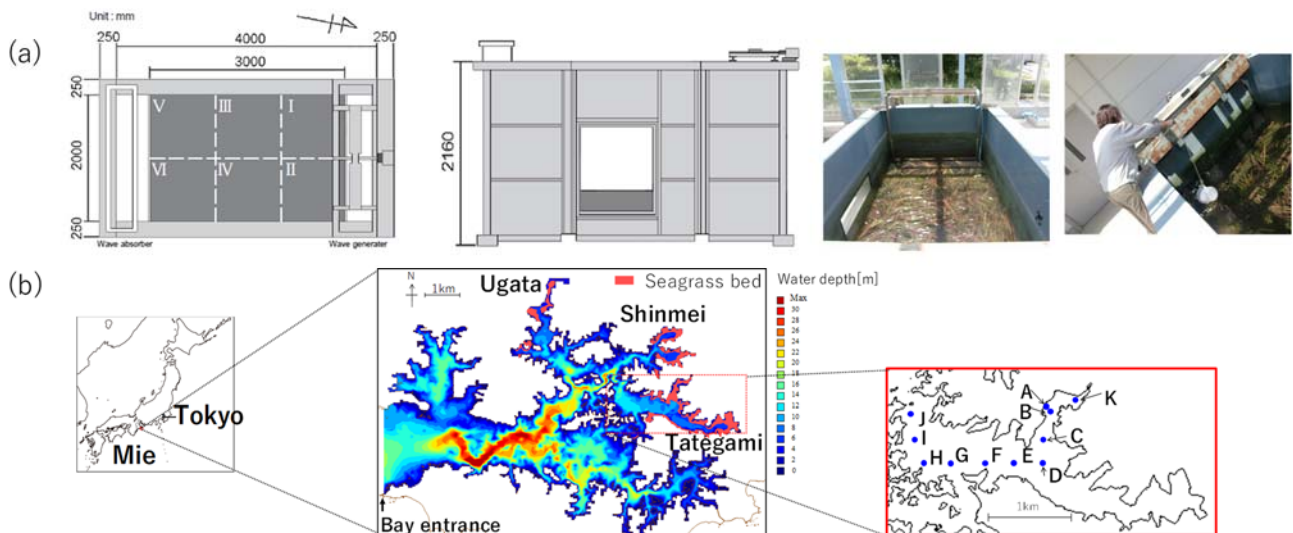 Unit : mm
(a)
250
4000
250
3000
250
2000
250
V
III
I
VI
IV
II
Wave absorber
Wave generater
2160
(b)
Tokyo
Mie
N
1km
Ugata
Seagrass bed
Shinmei
Tategami
Bay entrance
Water depth[m]
Max
30
28
26
24
22
20
18
16
14
12
10
8
6
4
2
0
A
B
K
J
I
C
H
G
F
E
D
1km